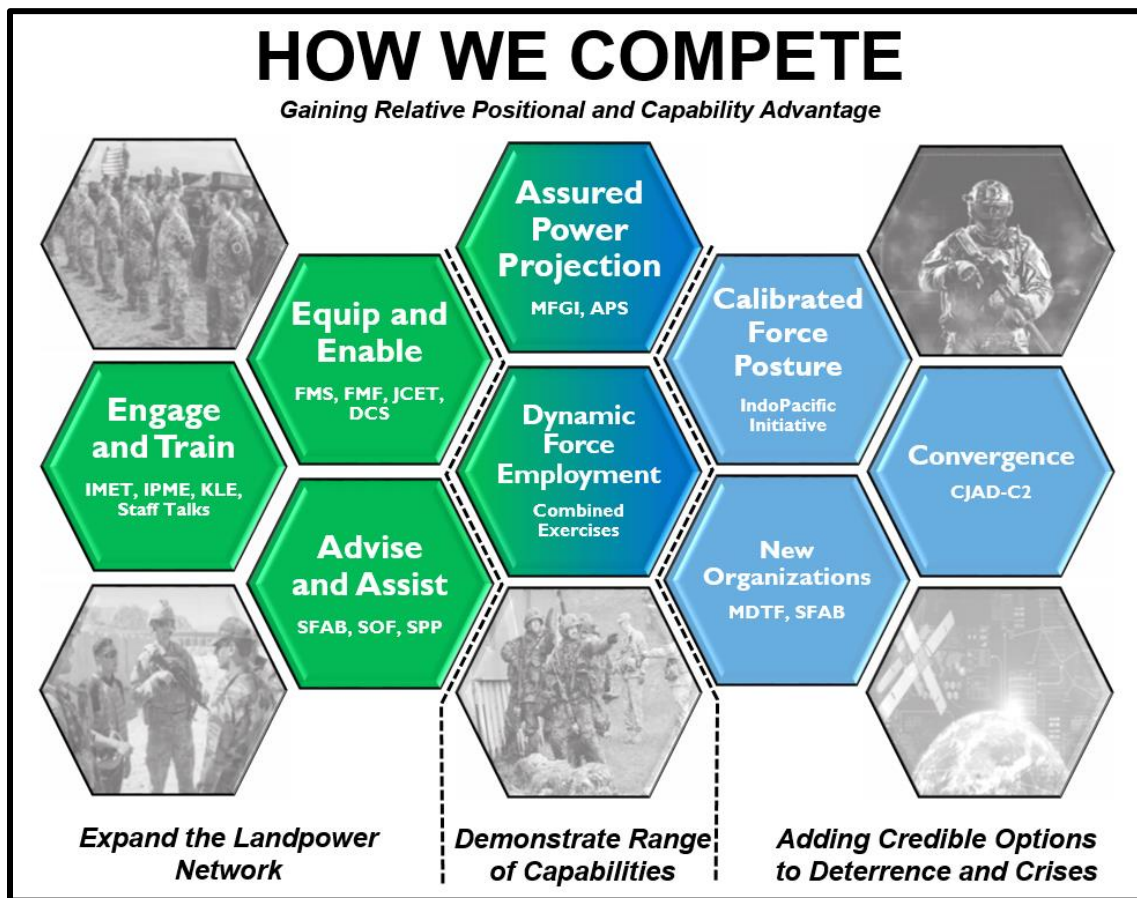 HOW WE COMPETE
Gaining Relative Positional and Capability Advantage
Engage
and Train
IMET, IPME, KLE,
Staff Talks
Equip and
Enable
FMS, FMF, JCET,
DCS
Advise
and Assist
SFAB, SOF, SPP
Assured
Power
Projection
MFGI, APS
Dynamic
Force
Employment
Combined
Exercises
Calibrated
Force
Posture
IndoPacific
Initiative
New
Organizations
MDTF, SFAB
Convergence
CJAD-C2
Expand the Landpower
Network
Demonstrate Range
of Capabilities
Adding Credible Options
to Deterrence and Crises